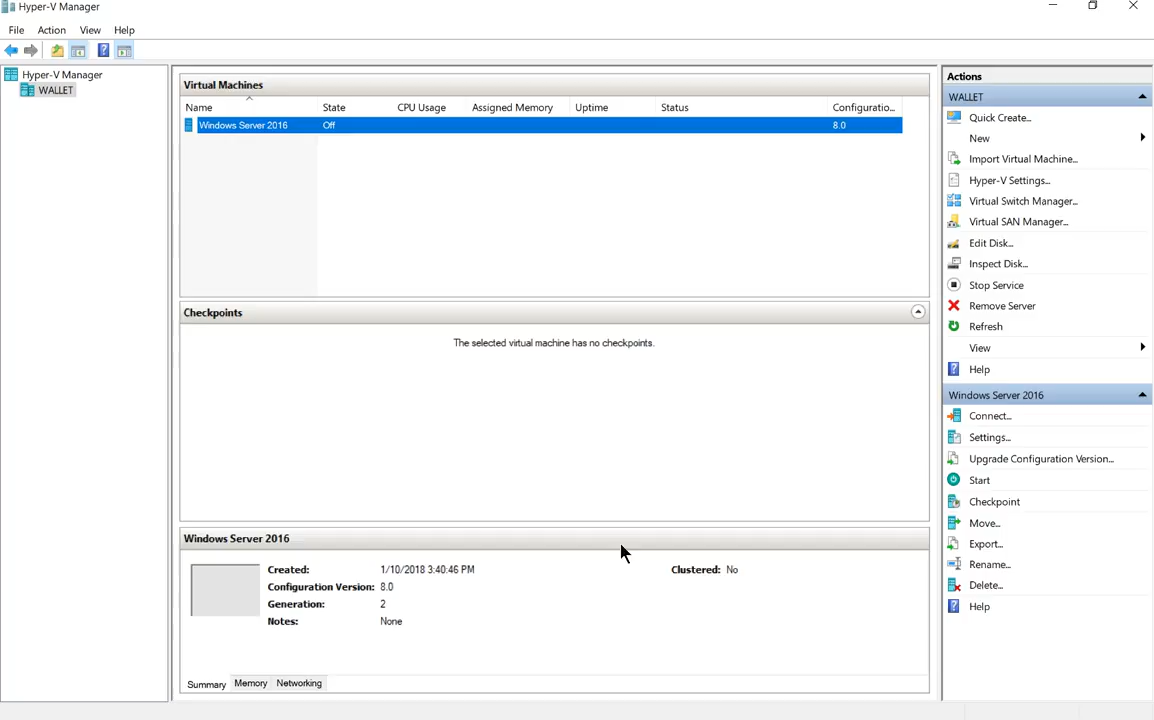 Hyper-V Manager
File Action View Help
Hyper-V Manager
WALLET
Virtual Machines
Name State CPU Usage Assigned Memory Uptime Status Configuratio...
Windows Server 2016 Off 8.0
Checkpoints
The selected virtual machine has no checkpoints.
Windows Server 2016
Created: 1/10/2018 3:40:46 PM Clustered: No
Configuration Version: 8.0
Generation: 2
Notes: None
Summary Memory Networking
Actions
WALLET
Quick Create...
New
Import Virtual Machine...
Hyper-V Settings...
Virtual Switch Manager...
Virtual SAN Manager...
Edit Disk...
Inspect Disk...
Stop Service
Remove Server
Refresh
View
Help
Windows Server 2016
Connect...
Settings...
Upgrade Configuration Version...
Start
Checkpoint
Move...
Export...
Rename...
Delete...
Help